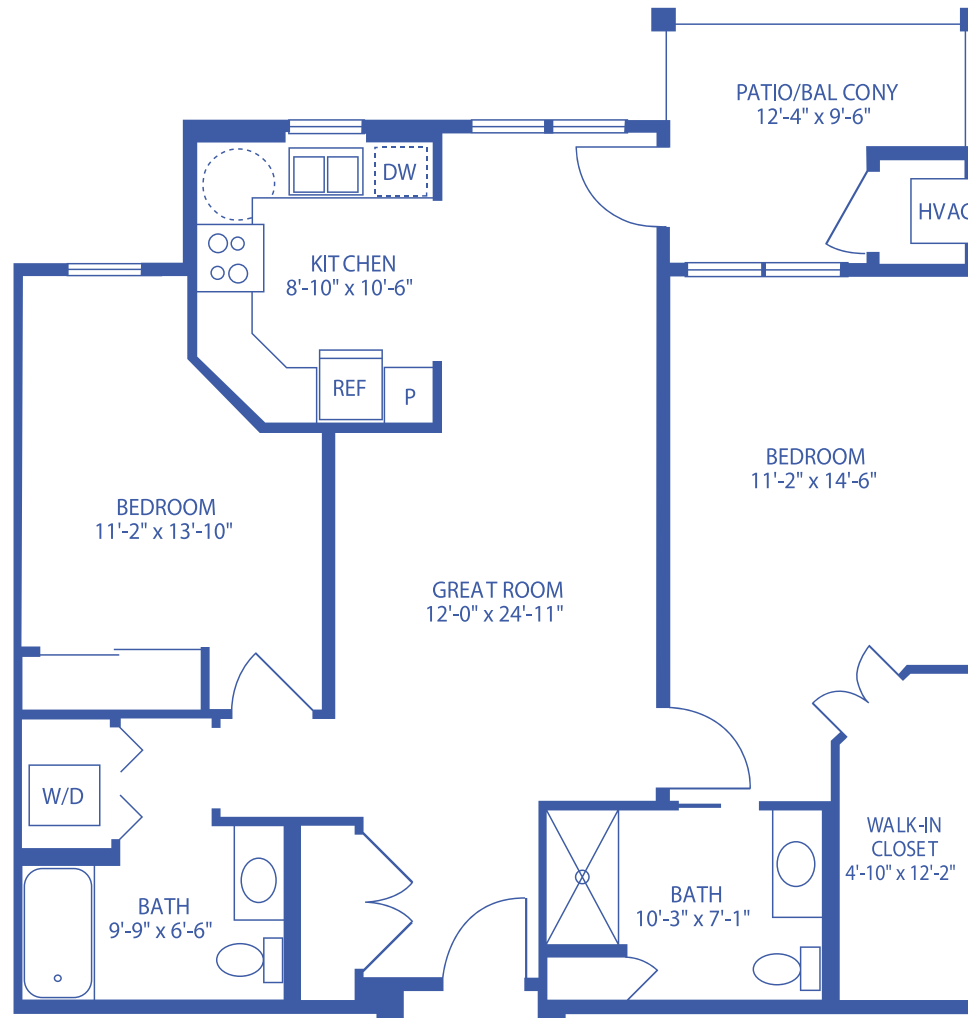 PATIO/BAL CONY
12'-4" x 9'-6"
DW
HVAC
KIT CHEN
8'-10" x 10'-6"
REF
P
BEDROOM
11'-2" x 14'-6"
BEDROOM
11'-2" x 13'-10"
GREAT ROOM
12'-0" x 24'-11"
W/D
WALK-IN
CLOSET
4'-10" x 12'-2"
BATH
9'-9" x 6'-6"
BATH
10'-3" x 7'-1"